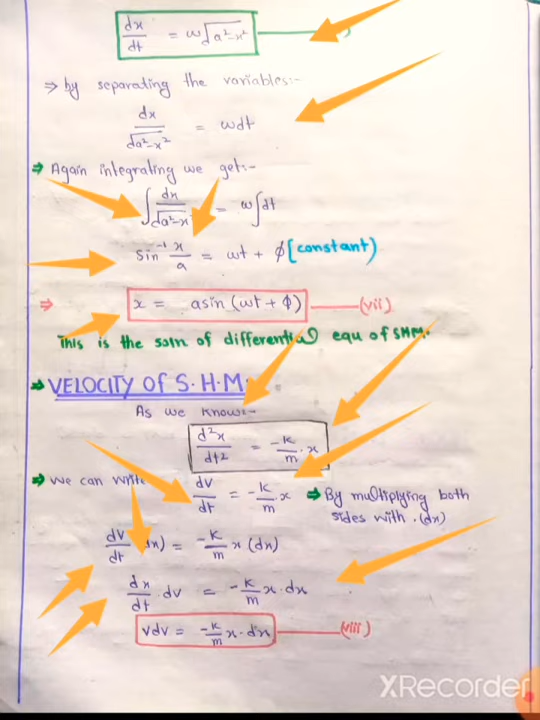 dx/dt = ω√a²-x²
⇒ by separating the variables:-
dx/√a²-x² = ωdt
⇒ Again integrating we get:-
∫ dx/√a²-x = ω∫dt
sin⁻¹ x/a = ωt + ϕ [constant]
⇒ x = asin (ωt + ϕ) —— (vii)
This is the soln of differential equ of SHM.
⇒ VELOCITY of S.H.M:
As we know:-
d²x/dt² = -k/m . x
⇒ We can write dv/dt = -k/m x ⇒ By multiplying both
sides with . (dx)
dv/dt dx) = -k/m x (dx)
dx/dt . dv = -k/m x . dx
vdv = -k/m x . dx —— (viii)
XRecorder